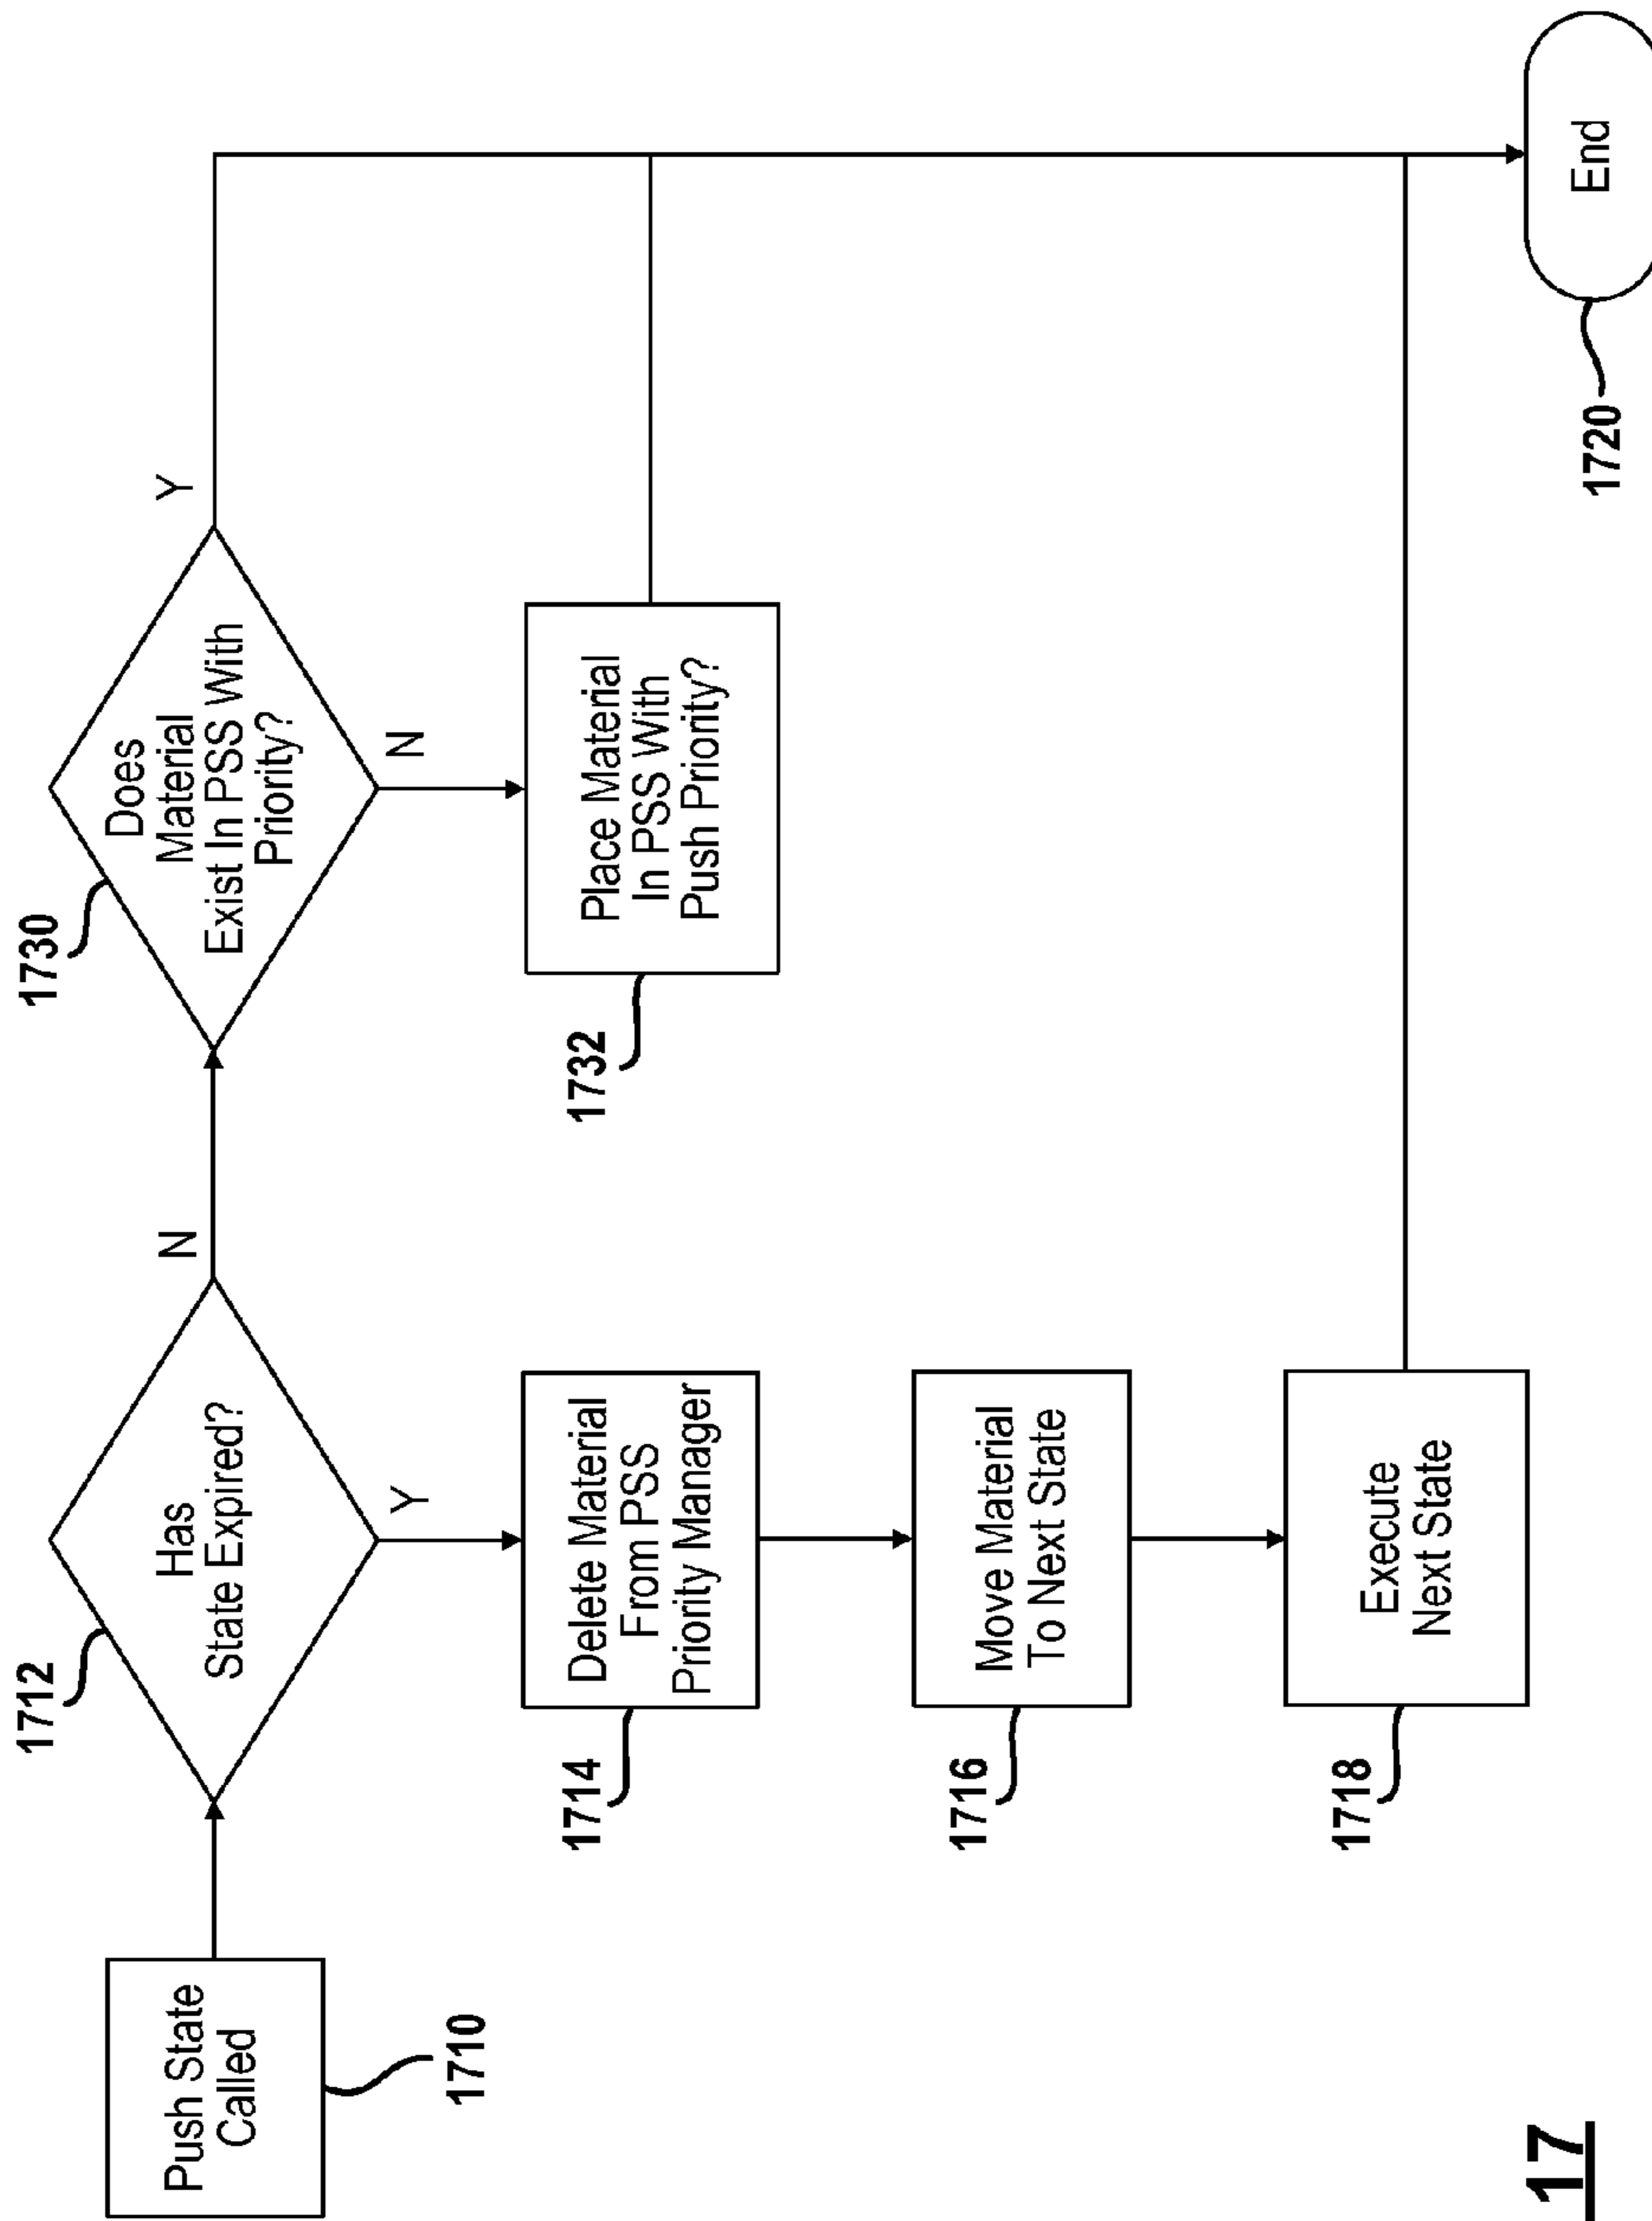 Push State
Called
1710
1712
Has
State Expired?
N
Y
1730
Does
Material
Exist In PSS With
Priority?
Y
N
1714
Delete Material
From PSS
Priority Manager
1732
Place Material
In PSS With
Push Priority?
1716
Move Material
To Next State
1718
Execute
Next State
1720
End
17